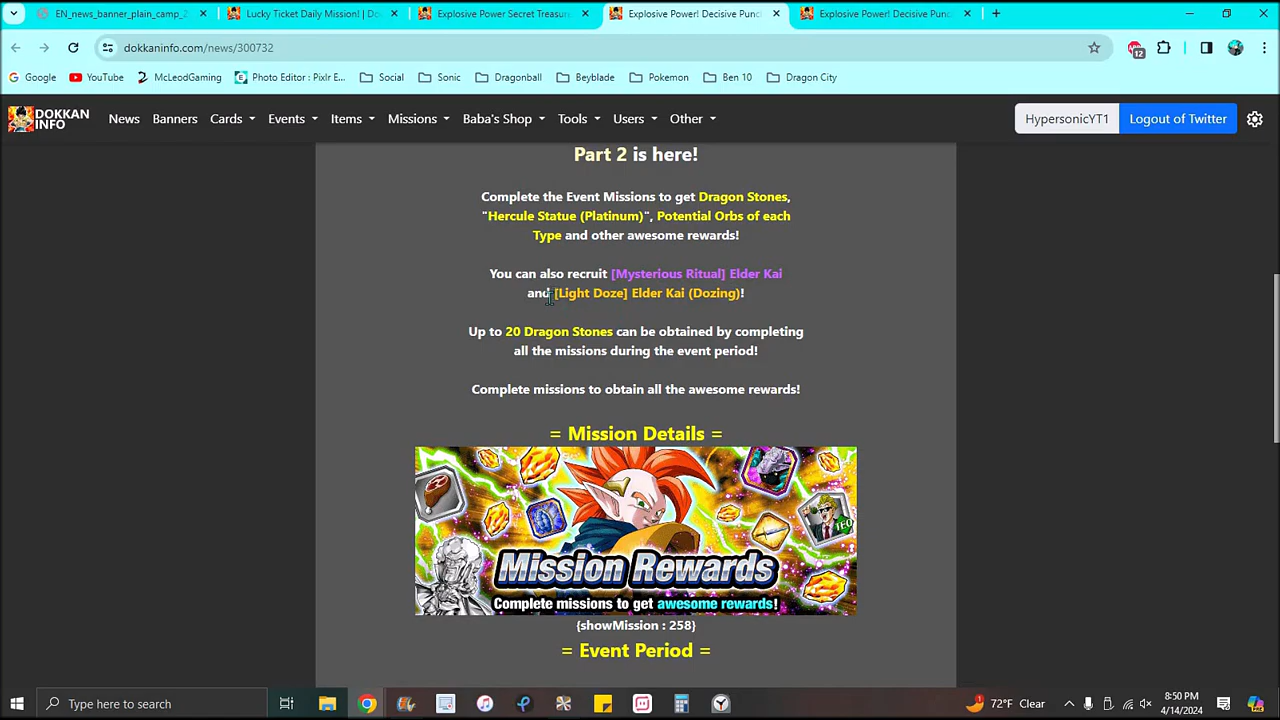 EN_news_banner_plain_camp_2
Lucky Ticket Daily Mission! | Do
Explosive Power Secret Treasure
Explosive Power! Decisive Punch
Explosive Power! Decisive Punch
dokkaninfo.com/news/300732
12
Google
YouTube
McLeodGaming
Photo Editor : Pixlr E...
Social
Sonic
Dragonball
Beyblade
Pokemon
Ben 10
Dragon City
DOKKAN
INFO
News
Banners
Cards
Events
Items
Missions
Baba's Shop
Tools
Users
Other
HypersonicYT1
Logout of Twitter
Part 2 is here!
Complete the Event Missions to get Dragon Stones,
"Hercule Statue (Platinum)", Potential Orbs of each
Type and other awesome rewards!
You can also recruit [Mysterious Ritual] Elder Kai
and [Light Doze] Elder Kai (Dozing)!
Up to 20 Dragon Stones can be obtained by completing
all the missions during the event period!
Complete missions to obtain all the awesome rewards!
= Mission Details =
Mission Rewards
Complete missions to get awesome rewards!
{showMission : 258}
= Event Period =
Type here to search
72°F Clear
8:50 PM
4/14/2024